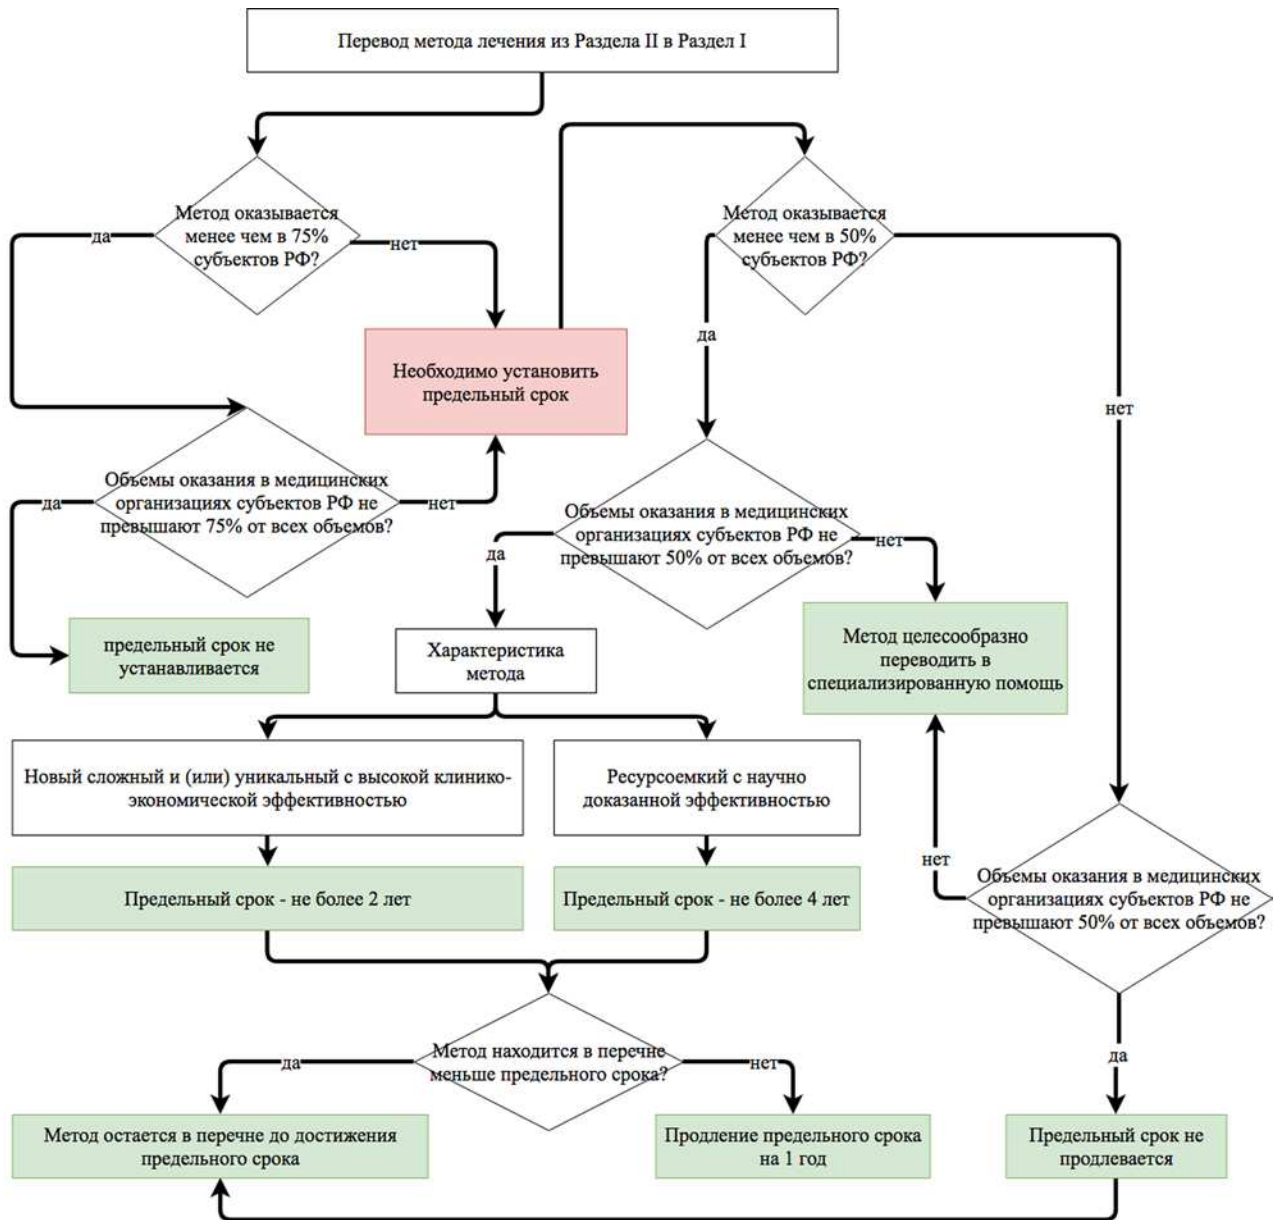 Перевод метода лечения из Раздела II в Раздел I
Метод оказывается
менее чем в 75%
субъектов РФ?
да
нет
Метод оказывается
менее чем в 50%
субъектов РФ?
да
нет
Необходимо установить
предельный срок
Объемы оказания в медицинских
организациях субъектов РФ не
превышают 75% от всех объемов?
да
нет
Объемы оказания в медицинских
организациях субъектов РФ не
превышают 50% от всех объемов?
да
нет
предельный срок не
устанавливается
Характеристика
метода
Метод целесообразно
переводить в
специализированную помощь
Новый сложный и (или) уникальный с высокой клинико-
экономической эффективностью
Ресурсоемкий с научно
доказанной эффективностью
Предельный срок - не более 2 лет
Предельный срок - не более 4 лет
нет
Объемы оказания в медицинских
организациях субъектов РФ не
превышают 50% от всех объемов?
да
Метод находится в перечне
меньше предельного срока?
да
нет
Метод остается в перечне до достижения
предельного срока
Продление предельного срока
на 1 год
Предельный срок не
продлевается